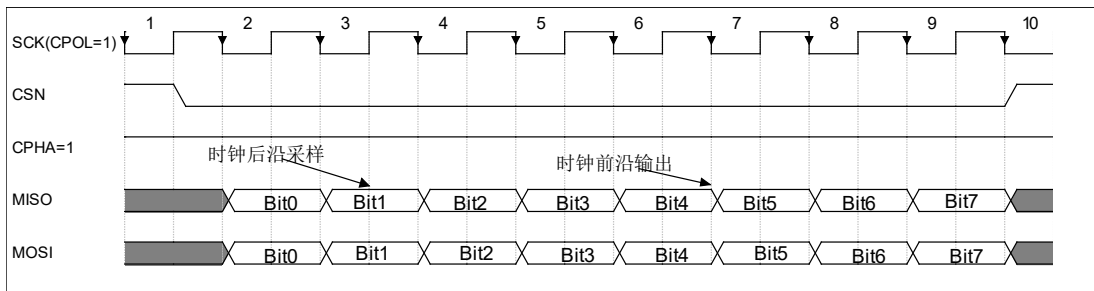 1 2 3 4 5 6 7 8 9 10
SCK(CPOL=1)
CSN
CPHA=1
时钟后沿采样 时钟前沿输出
MISO Bit0 Bit1 Bit2 Bit3 Bit4 Bit5 Bit6 Bit7
MOSI Bit0 Bit1 Bit2 Bit3 Bit4 Bit5 Bit6 Bit7